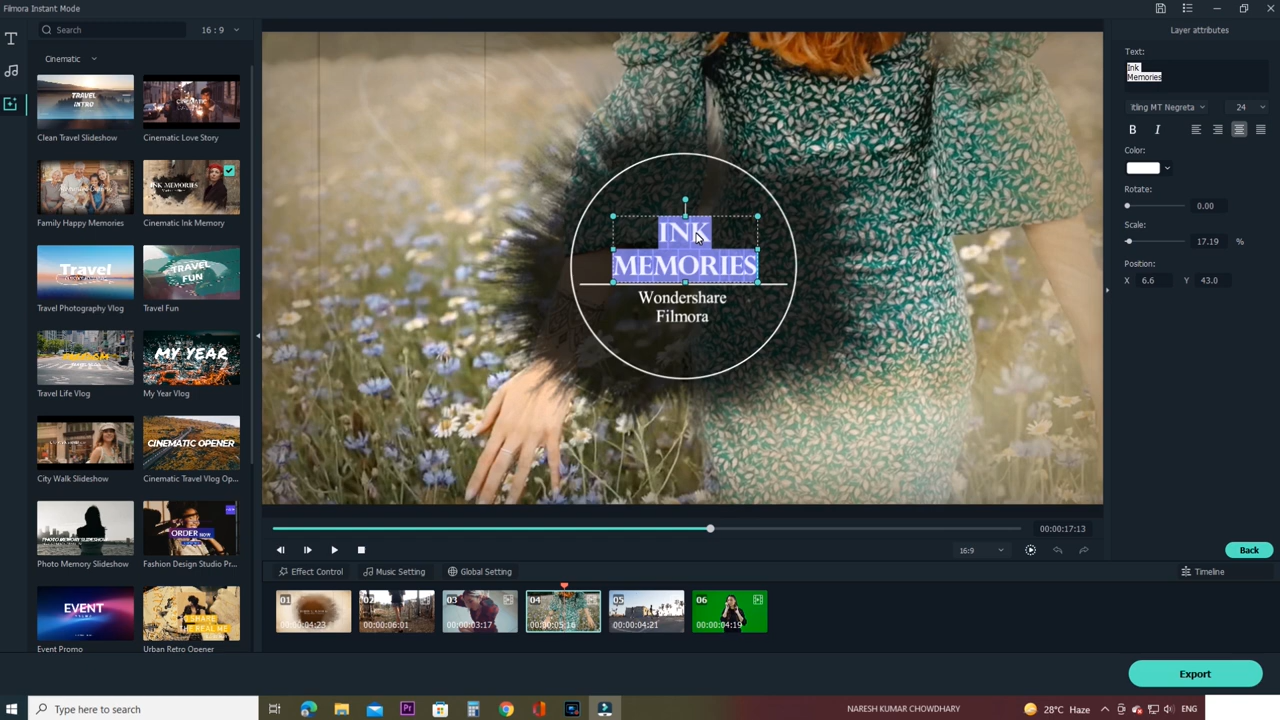 Filmora Instant Mode
Search
16 : 9
Layer attributes
Cinematic
Text:
Ink
Memories
TRAVEL
INTRO
Clean Travel Slideshow
Cinematic Love Story
Itling MT Negreta
24
B I
Color:
INK MEMORIES
Family Happy Memories
Cinematic Ink Memory
Rotate:
0.00
Scale:
17.19 %
Position:
X 6.6 Y 43.0
INK
MEMORIES
Wondershare
Filmora
Travel
TRAVEL
FUN
Travel Photography Vlog
Travel Fun
MY YEAR
Travel Life Vlog
My Year Vlog
CINEMATIC OPENER
City Walk Slideshow
Cinematic Travel Vlog Op...
PHOTO MEMORY SLIDESHOW
ORDER NOW
Photo Memory Slideshow
Fashion Design Studio Pr...
00:00:17:13
16:9
Back
Effect Control
Music Setting
Global Setting
Timeline
EVENT
SHARE
THE REAL ME
Event Promo
Urban Retro Opener
01
00:00:04:23
02
00:00:06:01
03
00:00:03:17
04
00:00:05:16
05
00:00:04:21
06
00:00:04:19
Export
Type here to search
Pr
NARESH KUMAR CHOWDHARY
28°C Haze
ENG